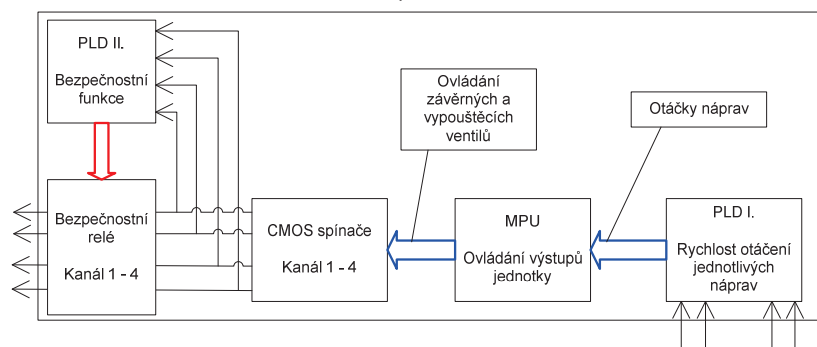 PLD II.
Bezpečnostní
funkce
Ovládání
závěrných a
vypouštěcích
ventilů
Otáčky náprav
Bezpečnostní
relé
Kanál 1 - 4
CMOS spínače
Kanál 1 - 4
MPU
Ovládání výstupů
jednotky
PLD I.
Rychlost otáčení
jednotlivých
náprav